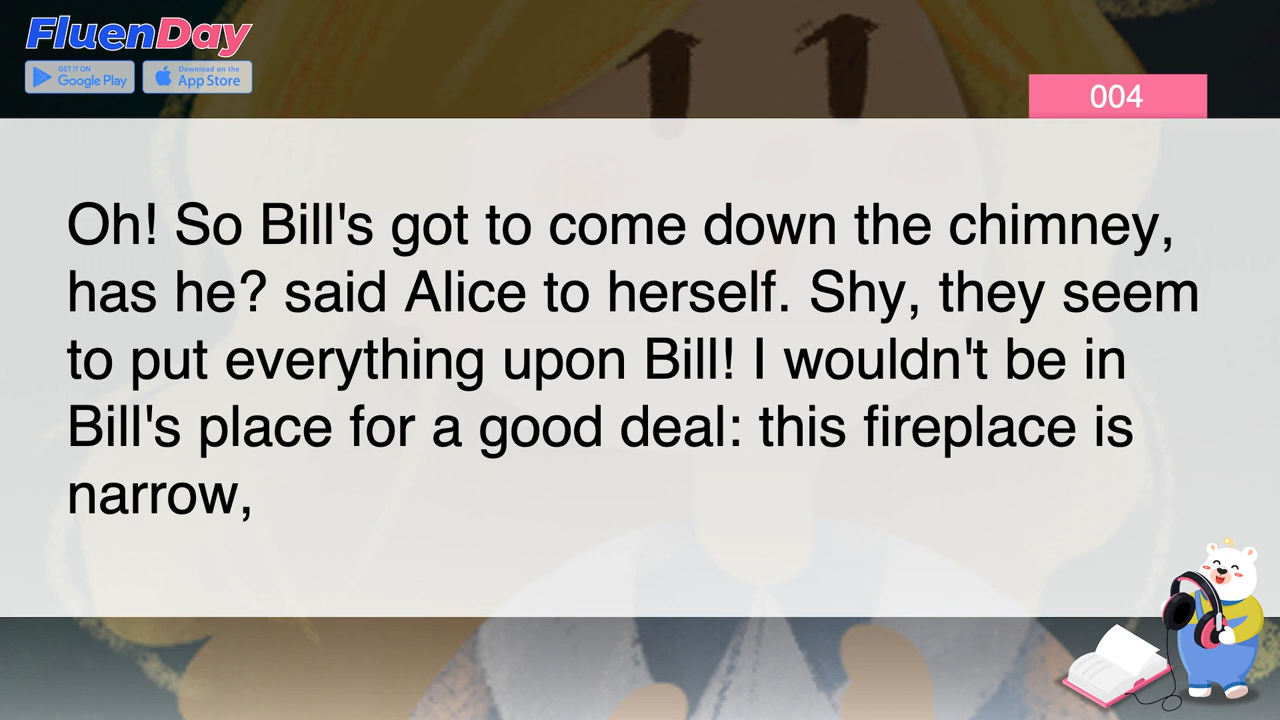 FluenDay
GET IT ON
Google Play
Download on the
App Store
004
Oh! So Bill's got to come down the chimney,
has he? said Alice to herself. Shy, they seem
to put everything upon Bill! I wouldn't be in
Bill's place for a good deal: this fireplace is
narrow,